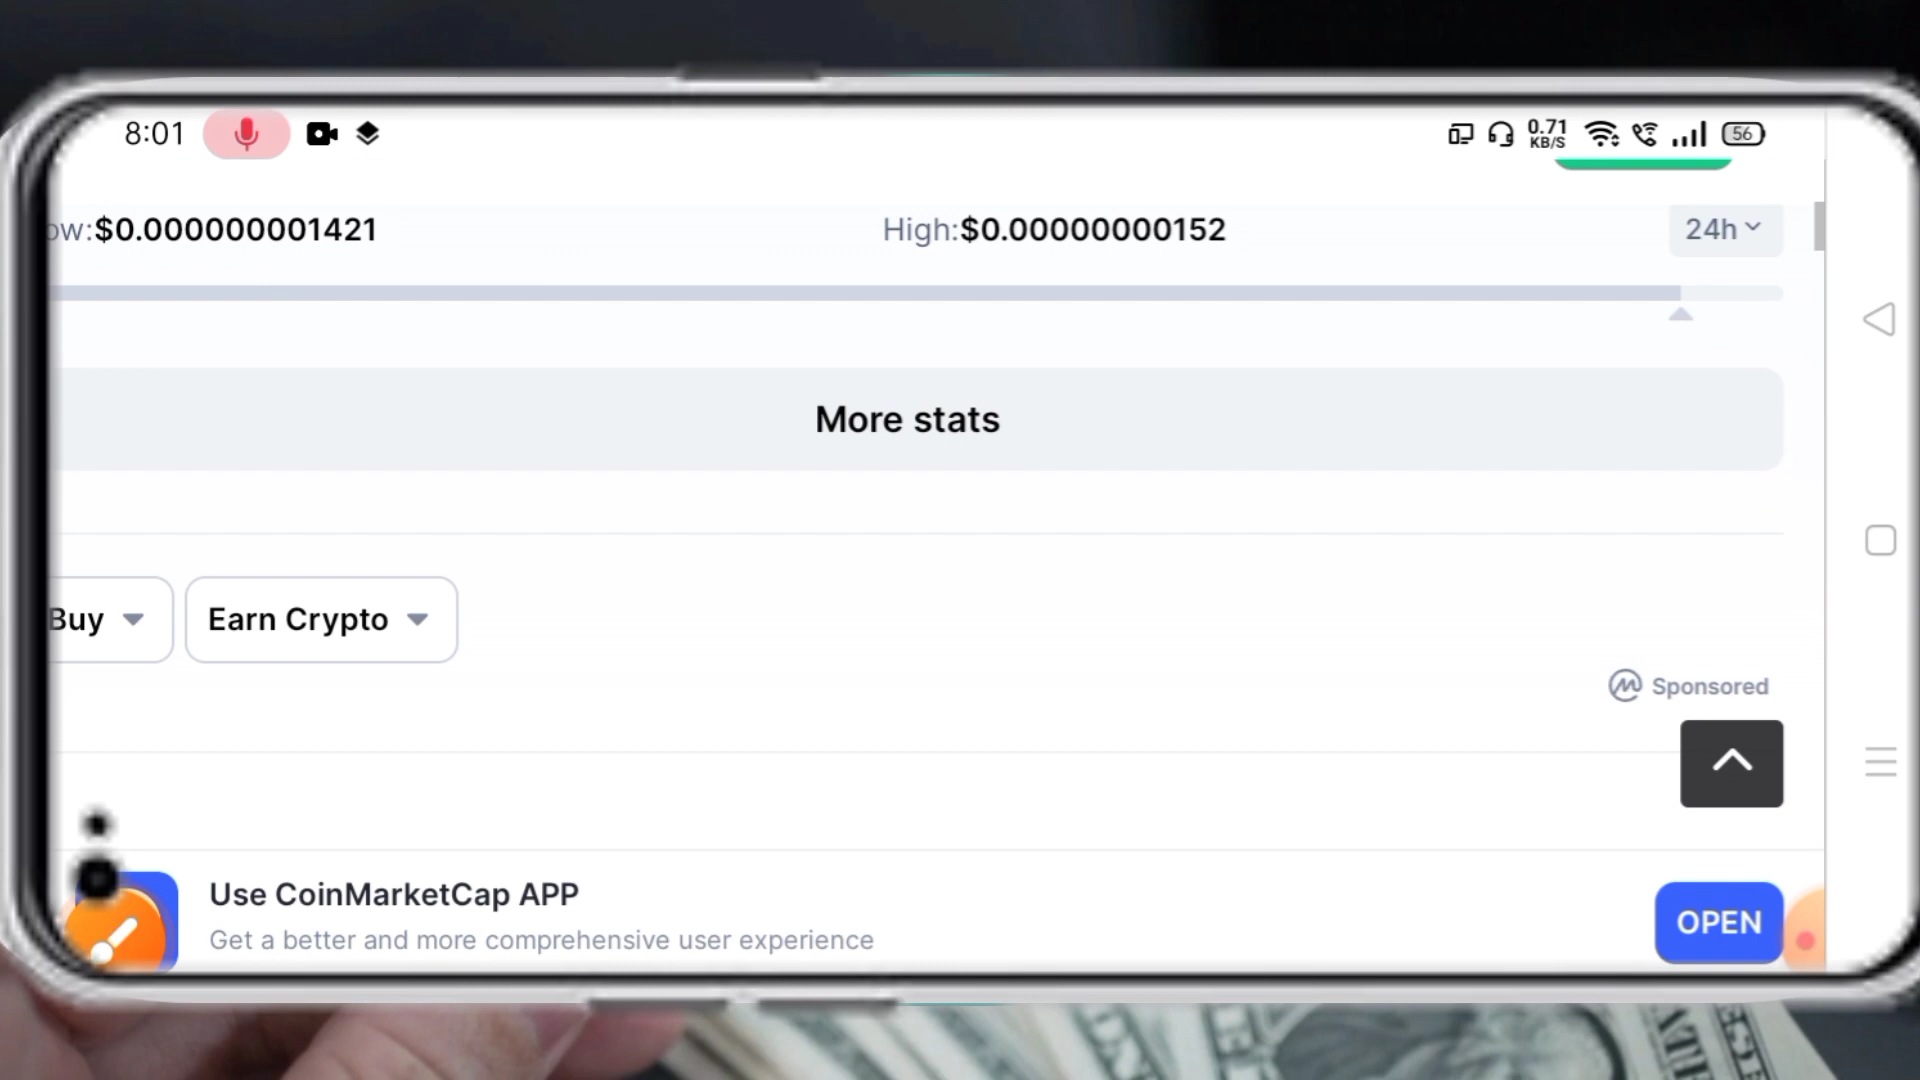 8:01
0.71
KB/S
56
ow:$0.000000001421 High:$0.00000000152 24h
More stats
Buy Earn Crypto
Sponsored
Use CoinMarketCap APP
Get a better and more comprehensive user experience
OPEN